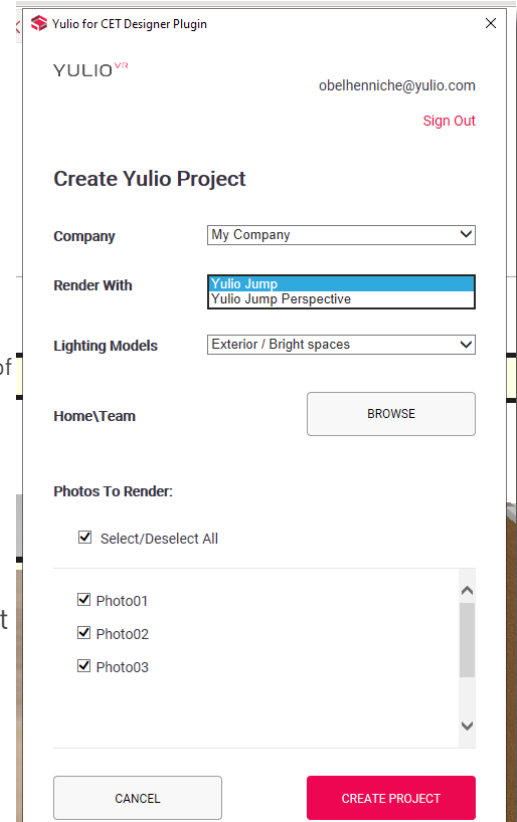 Yulio for CET Designer Plugin
YULIO VR
obelhenniche@yulio.com
Sign Out
Create Yulio Project
Company
My Company
Render With
Yulio Jump
Yulio Jump Perspective
Lighting Models
Exterior / Bright spaces
of
Home\Team
BROWSE
Photos To Render:
Select/Deselect All
Photo01
t
Photo02
Photo03
CANCEL
CREATE PROJECT